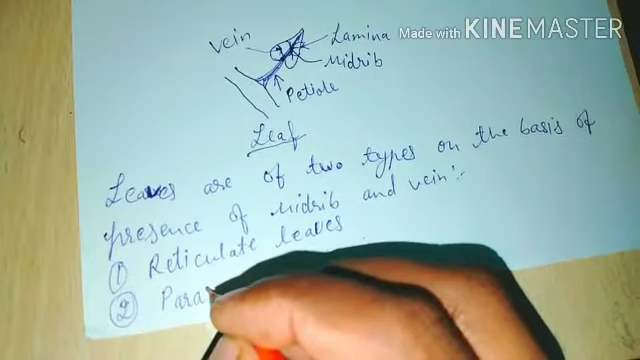 Made with KINEMASTER
vein
Lamina
Midrib
Petiole
Leaf
Leaves are of two types on the basis of
presence of Midrib and vein:-
① Reticulate leaves
② Para